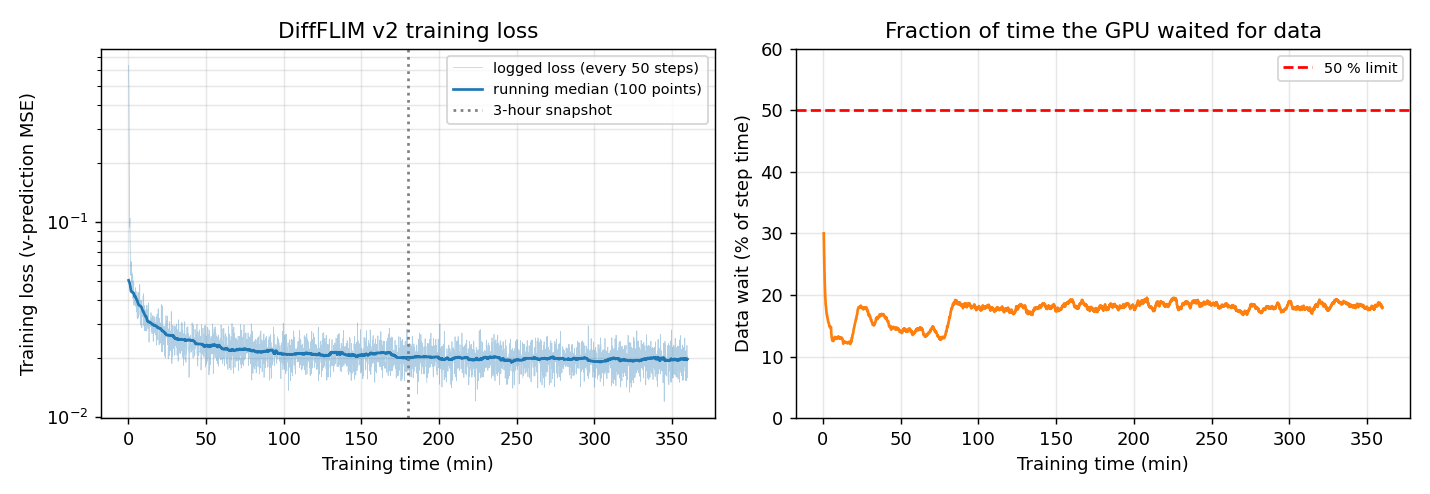 DiffFLIM v2 training loss
Training loss (v-prediction MSE)
10⁻¹
10⁻²
logged loss (every 50 steps)
running median (100 points)
3-hour snapshot
0 50 100 150 200 250 300 350
Training time (min)
Fraction of time the GPU waited for data
Data wait (% of step time)
60
50
40
30
20
10
0
50 % limit
0 50 100 150 200 250 300 350
Training time (min)